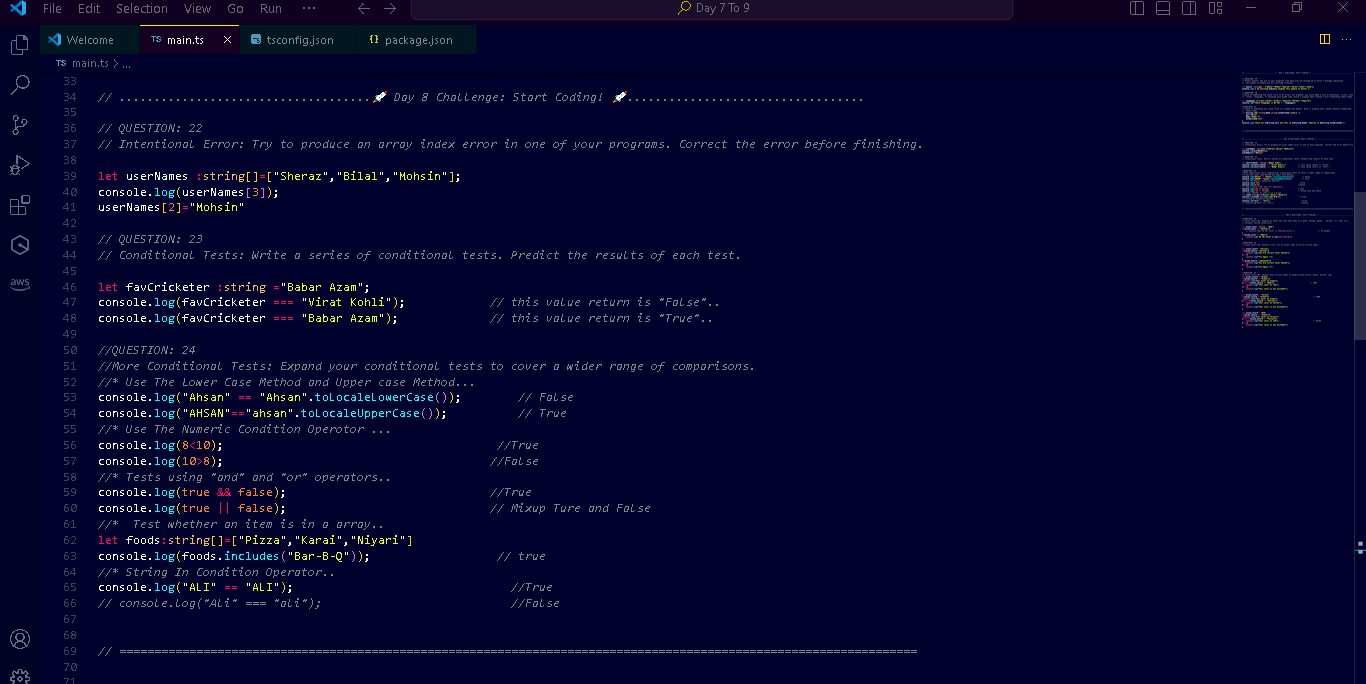 File Edit Selection View Go Run ··· Day 7 To 9
Welcome TS main.ts tsconfig.json {} package.json
TS main.ts > ...
33
34 // ....................................🚀 Day 8 Challenge: Start Coding! 🚀..................................
35
36 // QUESTION: 22
37 // Intentional Error: Try to produce an array index error in one of your programs. Correct the error before finishing.
38
39 let userNames :string[]=["Sheraz","Bilal","Mohsin"];
40 console.log(userNames[3]);
41 userNames[2]="Mohsin"
42
43 // QUESTION: 23
44 // Conditional Tests: Write a series of conditional tests. Predict the results of each test.
45
46 let favCricketer :string ="Babar Azam";
47 console.log(favCricketer === "Virat Kohli"); // this value return is "False"..
48 console.log(favCricketer === "Babar Azam"); // this value return is "True"..
49
50 //QUESTION: 24
51 //More Conditional Tests: Expand your conditional tests to cover a wider range of comparisons.
52 //* Use The Lower Case Method and Upper case Method...
53 console.log("Ahsan" == "Ahsan".toLocaleLowerCase()); // False
54 console.log("AHSAN"=="ahsan".toLocaleUpperCase()); // True
55 //* Use The Numeric Condition Operator ...
56 console.log(8<10); //True
57 console.log(10>8); //False
58 //* Tests using "and" and "or" operators..
59 console.log(true && false); //True
60 console.log(true || false); // Mixup Ture and False
61 //* Test whether an item is in a array..
62 let foods:string[]=["Pizza","Karai","Niyari"]
63 console.log(foods.includes("Bar-B-Q")); // true
64 //* String In Condition Operator..
65 console.log("ALI" == "ALI"); //True
66 // console.log("Ali" === "ali"); //False
67
68
69 // ==================================================================================================================
70
71
aws